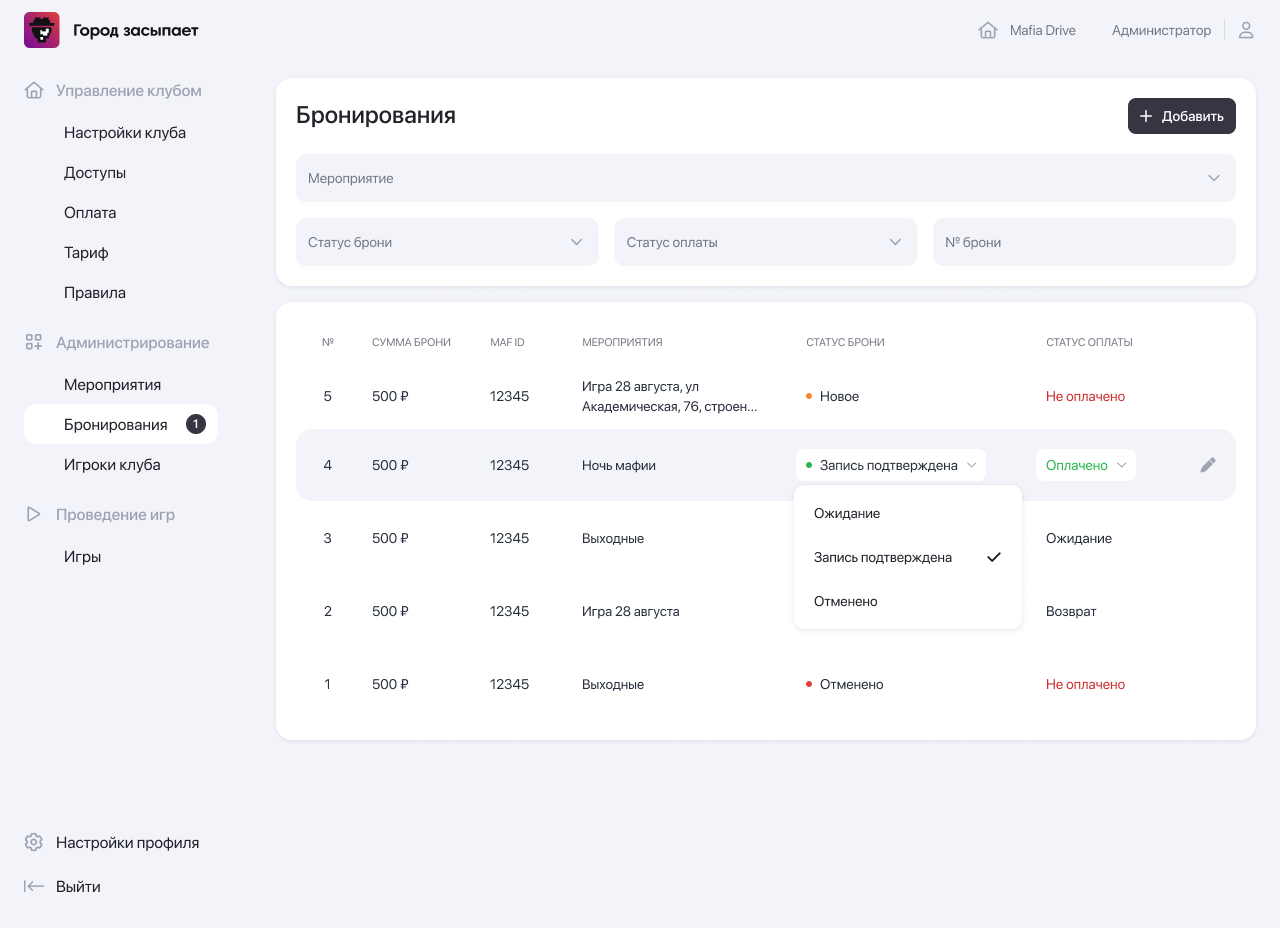 Город засыпает
Mafia Drive
Администратор
Управление клубом
Настройки клуба
Доступы
Оплата
Тариф
Правила
Администрирование
Мероприятия
Бронирования 1
Игроки клуба
Проведение игр
Игры
Настройки профиля
Выйти
Бронирования
Добавить
Мероприятие
Статус брони
Статус оплаты
№ брони
№ СУММА БРОНИ MAF ID МЕРОПРИЯТИЯ СТАТУС БРОНИ СТАТУС ОПЛАТЫ
5 500 ₽ 12345 Игра 28 августа, ул
Академическая, 76, строен... Новое Не оплачено
4 500 ₽ 12345 Ночь мафии Запись подтверждена Оплачено
Ожидание
Запись подтверждена
Отменено
3 500 ₽ 12345 Выходные Ожидание
2 500 ₽ 12345 Игра 28 августа Возврат
1 500 ₽ 12345 Выходные Отменено Не оплачено